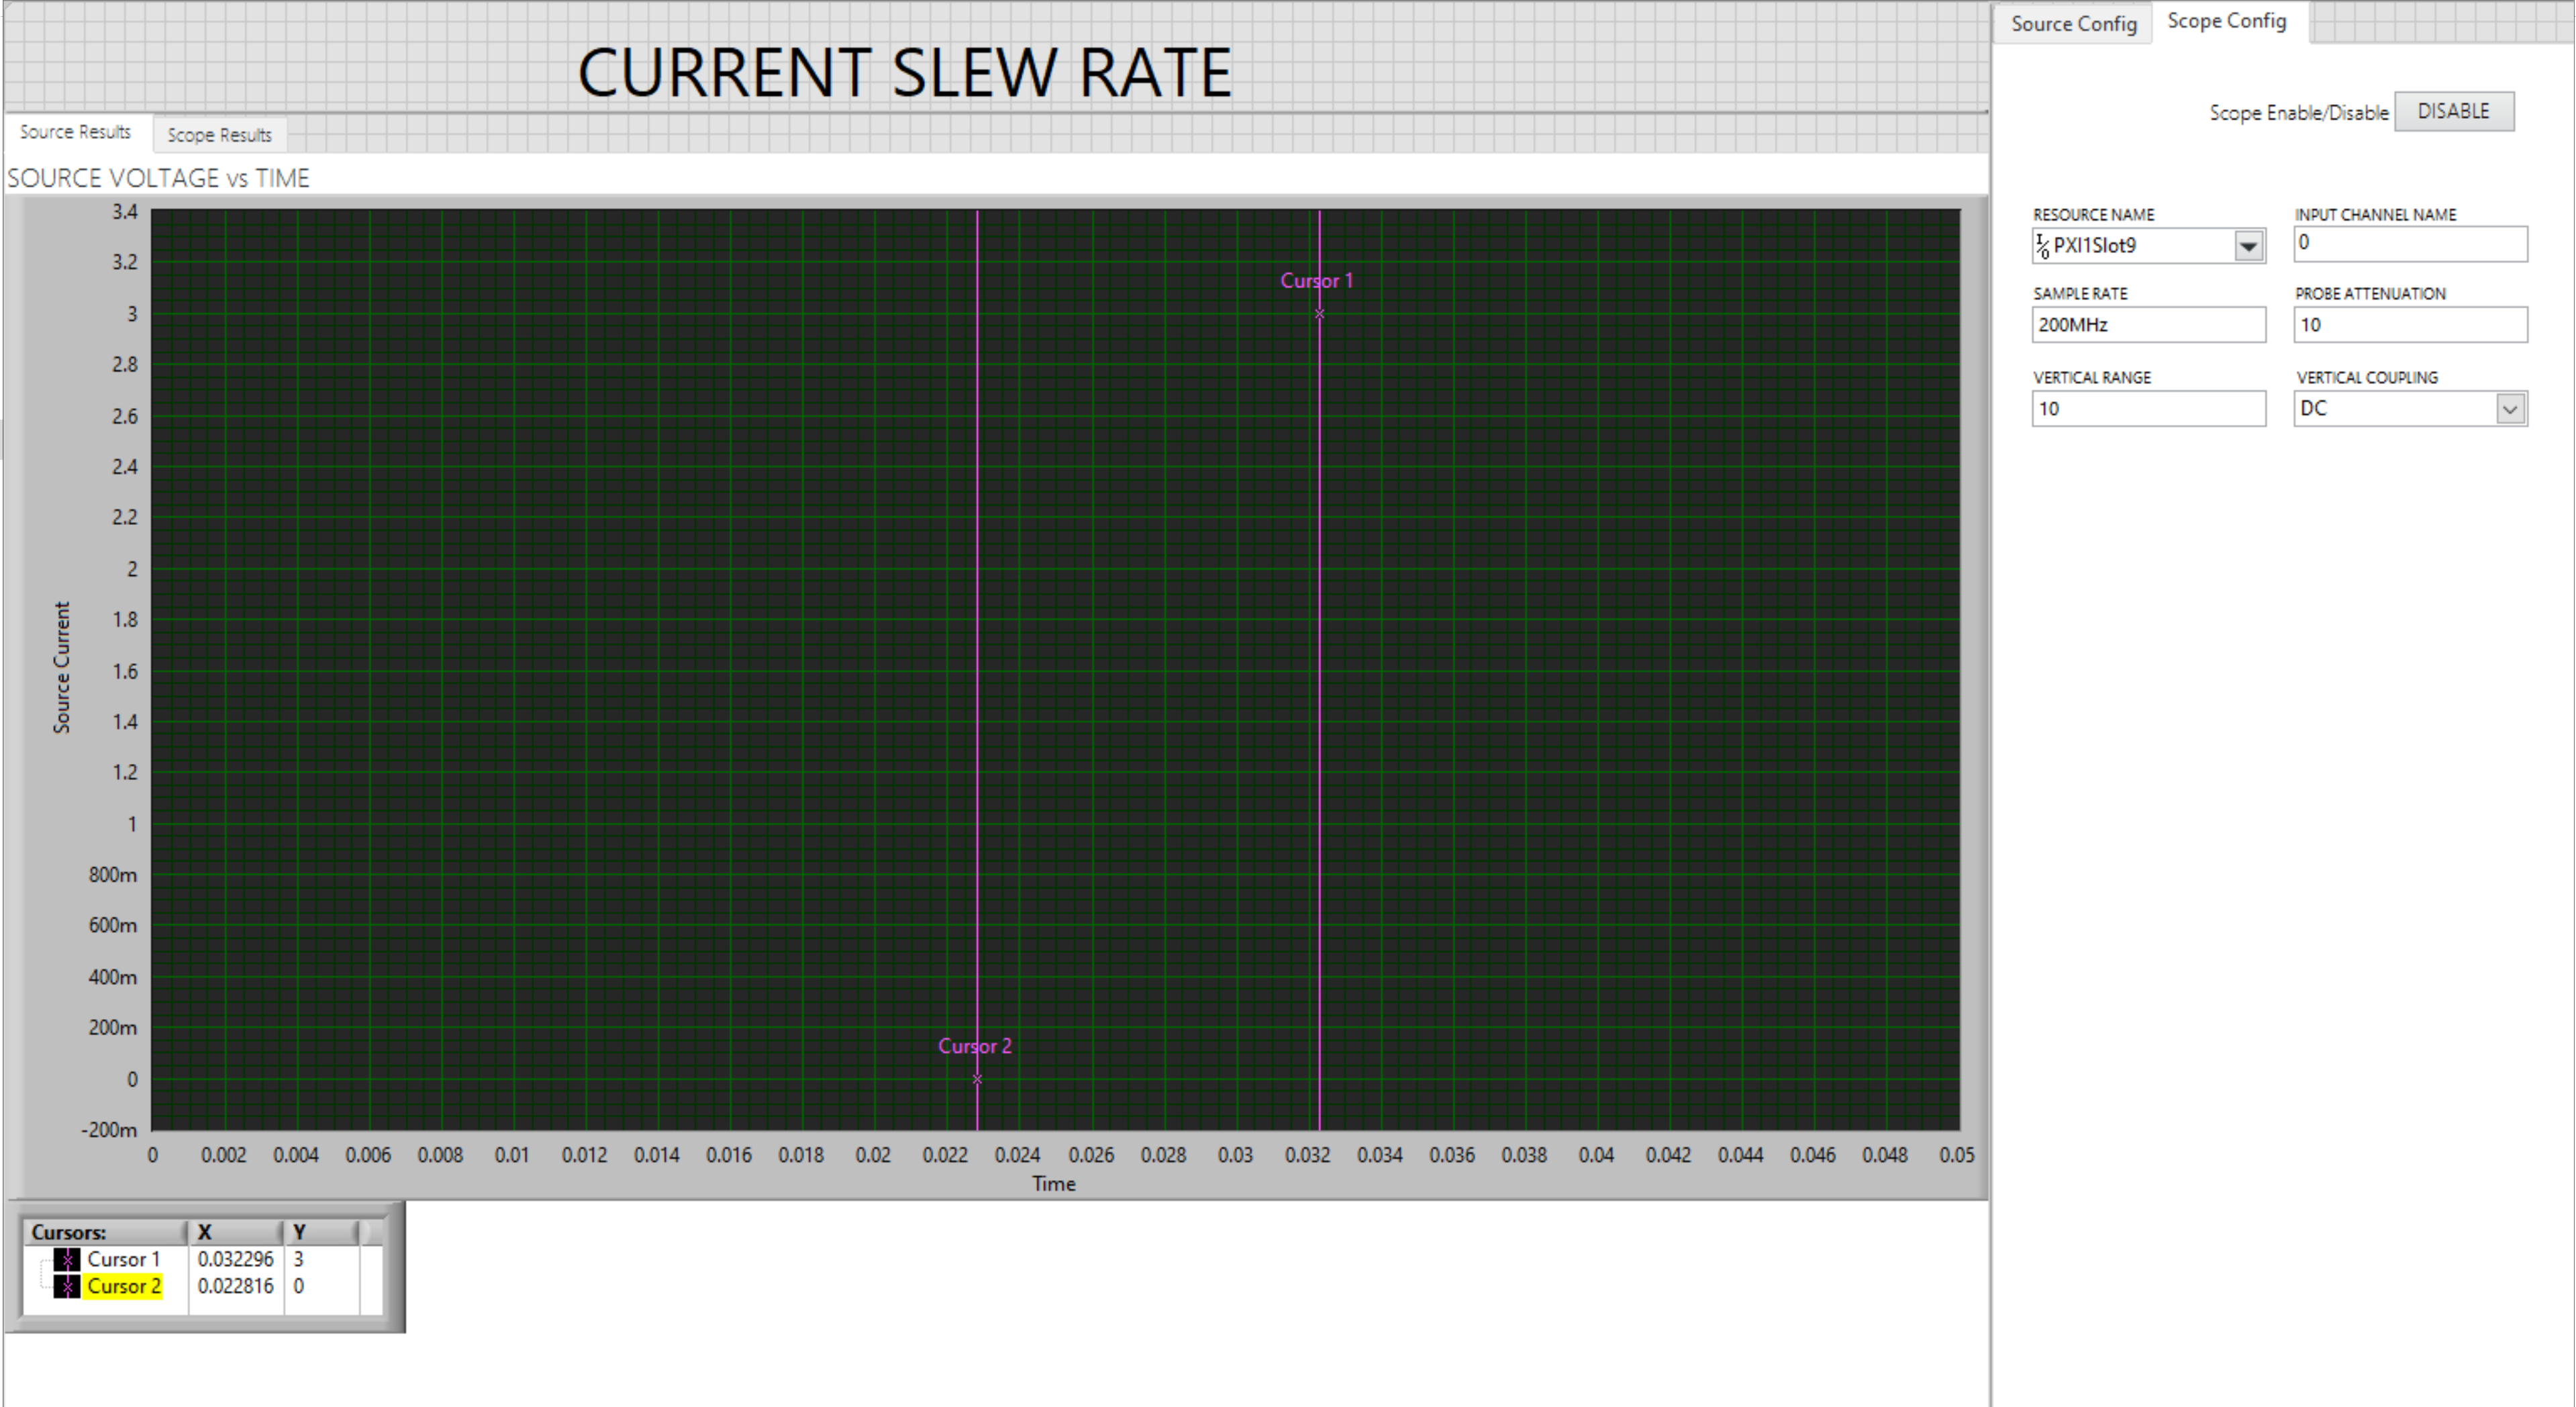 CURRENT SLEW RATE
Source Config
Scope Config
Scope Enable/Disable
DISABLE
Source Results
Scope Results
SOURCE VOLTAGE vs TIME
RESOURCE NAME
INPUT CHANNEL NAME
I/O PXI1Slot9
0
SAMPLE RATE
PROBE ATTENUATION
200MHz
10
VERTICAL RANGE
VERTICAL COUPLING
10
DC
3.4
3.2
3
2.8
2.6
2.4
2.2
2
1.8
1.6
1.4
1.2
1
800m
600m
400m
200m
0
-200m
Source Current
Cursor 1
Cursor 2
0 0.002 0.004 0.006 0.008 0.01 0.012 0.014 0.016 0.018 0.02 0.022 0.024 0.026 0.028 0.03 0.032 0.034 0.036 0.038 0.04 0.042 0.044 0.046 0.048 0.05
Time
Cursors: X Y
Cursor 1 0.032296 3
Cursor 2 0.022816 0